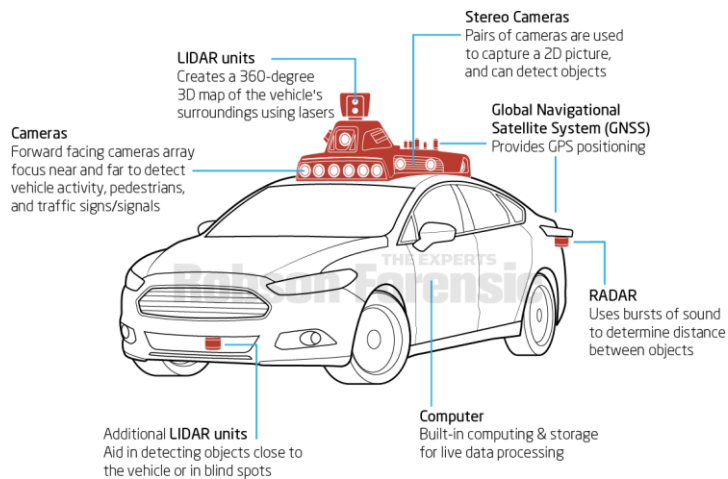 Stereo Cameras
Pairs of cameras are used
to capture a 2D picture,
and can detect objects
LIDAR units
Creates a 360-degree
3D map of the vehicle's
surroundings using lasers
Global Navigational
Satellite System (GNSS)
Provides GPS positioning
Cameras
Forward facing cameras array
focus near and far to detect
vehicle activity, pedestrians,
and traffic signs/signals
THE EXPERTS
Robson Forensic
RADAR
Uses bursts of sound
to determine distance
between objects
Computer
Built-in computing & storage
for live data processing
Additional LIDAR units
Aid in detecting objects close to
the vehicle or in blind spots